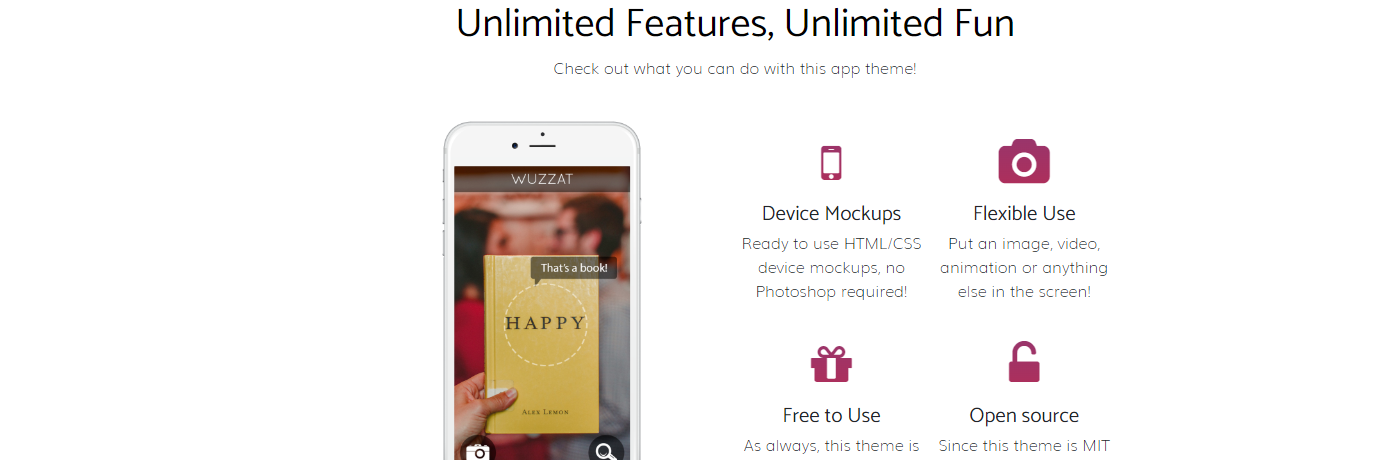 Unlimited Features, Unlimited Fun
Check out what you can do with this app theme!
WUZZAT
That's a book!
HAPPY
ALEX LEMON
Device Mockups
Ready to use HTML/CSS
device mockups, no
Photoshop required!
Flexible Use
Put an image, video,
animation or anything
else in the screen!
Free to Use
As always, this theme is
Open source
Since this theme is MIT